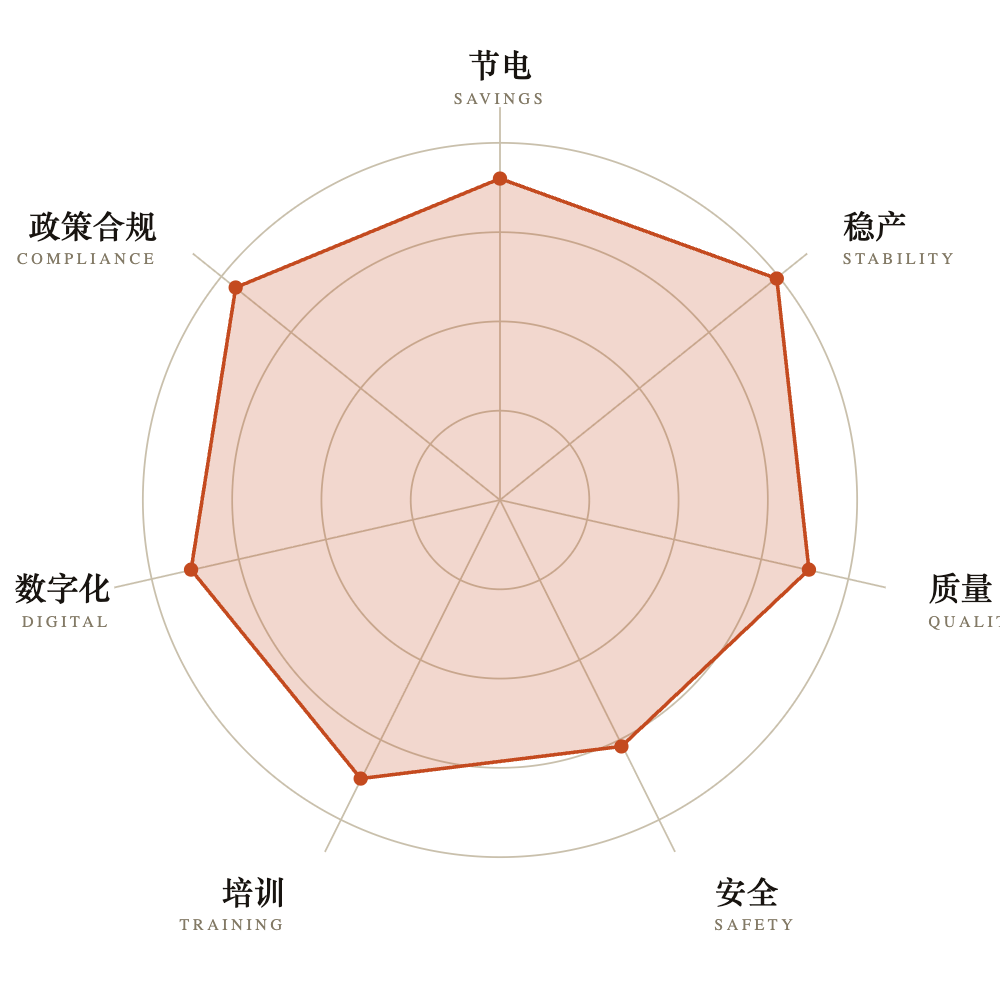 节电
SAVINGS
政策合规
COMPLIANCE
稳产
STABILITY
数字化
DIGITAL
质量
QUALIT
培训
TRAINING
安全
SAFETY